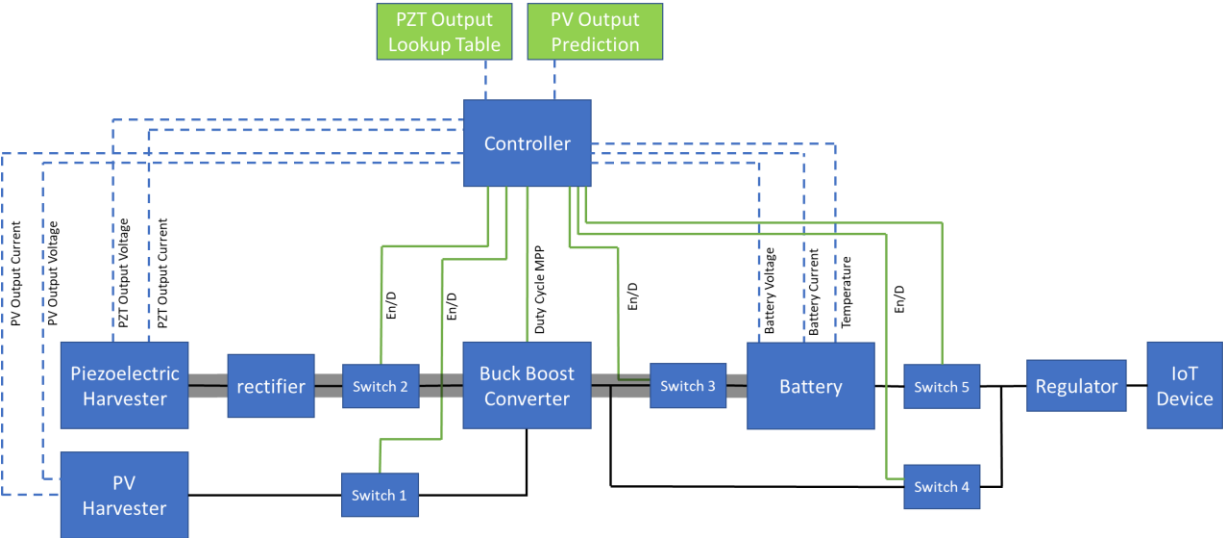 PZT Output
Lookup Table
PV Output
Prediction
Controller
PV Output Current
PV Output Voltage
PZT Output Voltage
PZT Output Current
En/D
En/D
Duty Cycle MPP
En/D
Battery Voltage
Battery Current
Temperature
En/D
Piezoelectric
Harvester
rectifier
Switch 2
Buck Boost
Converter
Switch 3
Battery
Switch 5
Regulator
IoT
Device
PV
Harvester
Switch 1
Switch 4